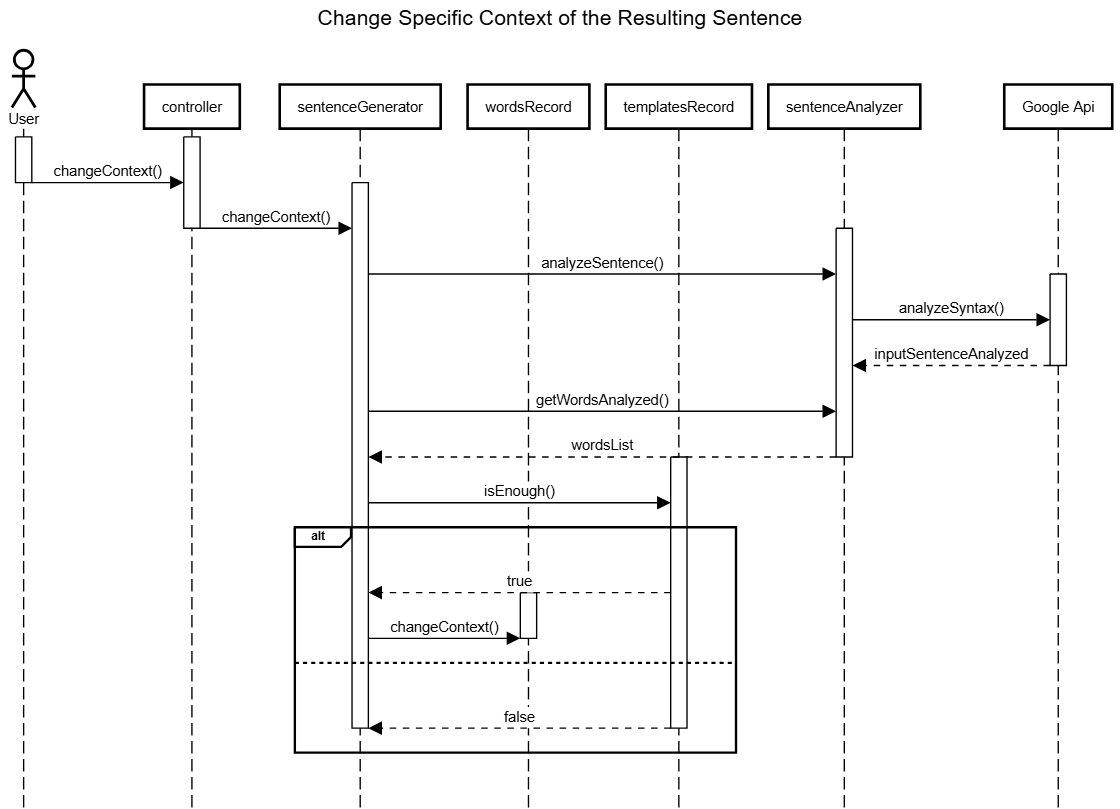 Change Specific Context of the Resulting Sentence
User
controller
sentenceGenerator
wordsRecord
templatesRecord
sentenceAnalyzer
Google Api
changeContext()
changeContext()
analyzeSentence()
analyzeSyntax()
inputSentenceAnalyzed
getWordsAnalyzed()
wordsList
isEnough()
alt
true
changeContext()
false